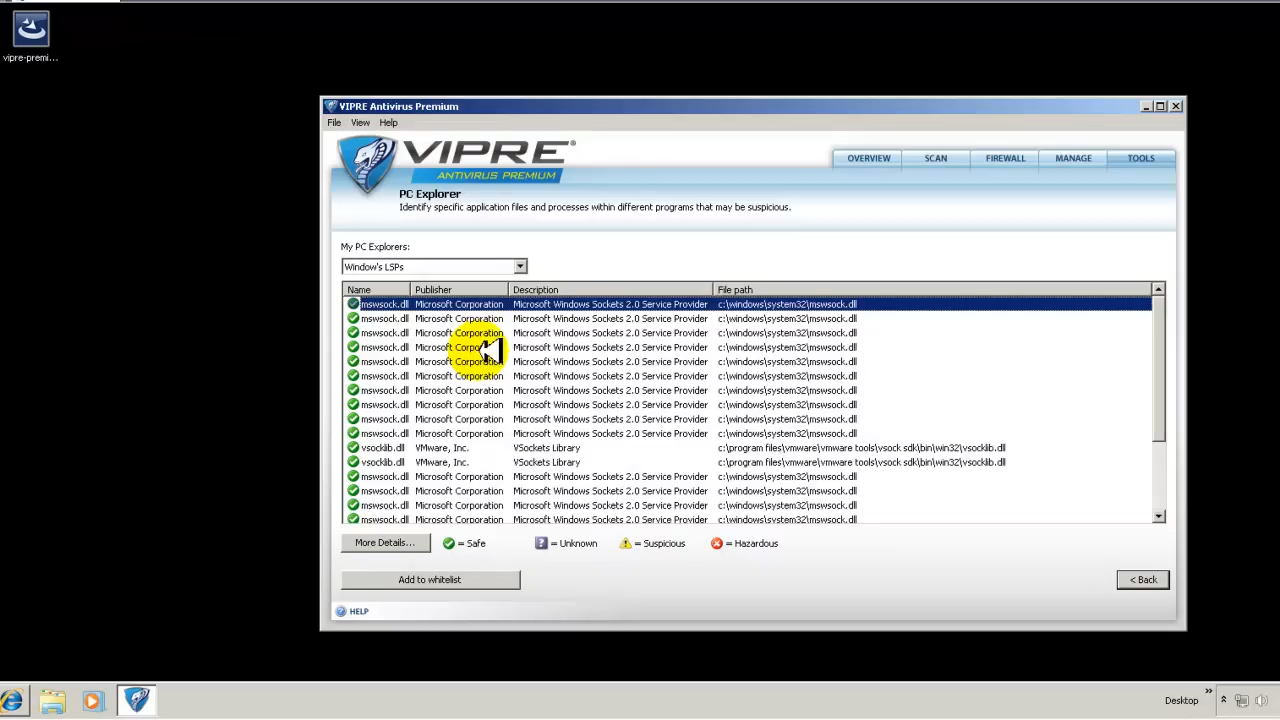 vipre-premi...
VIPRE Antivirus Premium
File View Help
VIPRE®
ANTIVIRUS PREMIUM
OVERVIEW SCAN FIREWALL MANAGE TOOLS
PC Explorer
Identify specific application files and processes within different programs that may be suspicious.
My PC Explorers:
Window's LSPs
Name Publisher Description File path
mswsock.dll Microsoft Corporation Microsoft Windows Sockets 2.0 Service Provider c:\windows\system32\mswsock.dll
mswsock.dll Microsoft Corporation Microsoft Windows Sockets 2.0 Service Provider c:\windows\system32\mswsock.dll
mswsock.dll Microsoft Corporation Microsoft Windows Sockets 2.0 Service Provider c:\windows\system32\mswsock.dll
mswsock.dll Microsoft Corporation Microsoft Windows Sockets 2.0 Service Provider c:\windows\system32\mswsock.dll
mswsock.dll Microsoft Corporation Microsoft Windows Sockets 2.0 Service Provider c:\windows\system32\mswsock.dll
mswsock.dll Microsoft Corporation Microsoft Windows Sockets 2.0 Service Provider c:\windows\system32\mswsock.dll
mswsock.dll Microsoft Corporation Microsoft Windows Sockets 2.0 Service Provider c:\windows\system32\mswsock.dll
mswsock.dll Microsoft Corporation Microsoft Windows Sockets 2.0 Service Provider c:\windows\system32\mswsock.dll
mswsock.dll Microsoft Corporation Microsoft Windows Sockets 2.0 Service Provider c:\windows\system32\mswsock.dll
mswsock.dll Microsoft Corporation Microsoft Windows Sockets 2.0 Service Provider c:\windows\system32\mswsock.dll
vsocklib.dll VMware, Inc. VSockets Library c:\program files\vmware\vmware tools\vsock sdk\bin\win32\vsocklib.dll
vsocklib.dll VMware, Inc. VSockets Library c:\program files\vmware\vmware tools\vsock sdk\bin\win32\vsocklib.dll
mswsock.dll Microsoft Corporation Microsoft Windows Sockets 2.0 Service Provider c:\windows\system32\mswsock.dll
mswsock.dll Microsoft Corporation Microsoft Windows Sockets 2.0 Service Provider c:\windows\system32\mswsock.dll
mswsock.dll Microsoft Corporation Microsoft Windows Sockets 2.0 Service Provider c:\windows\system32\mswsock.dll
mswsock.dll Microsoft Corporation Microsoft Windows Sockets 2.0 Service Provider c:\windows\system32\mswsock.dll
More Details... = Safe = Unknown = Suspicious = Hazardous
Add to whitelist < Back
HELP
Desktop